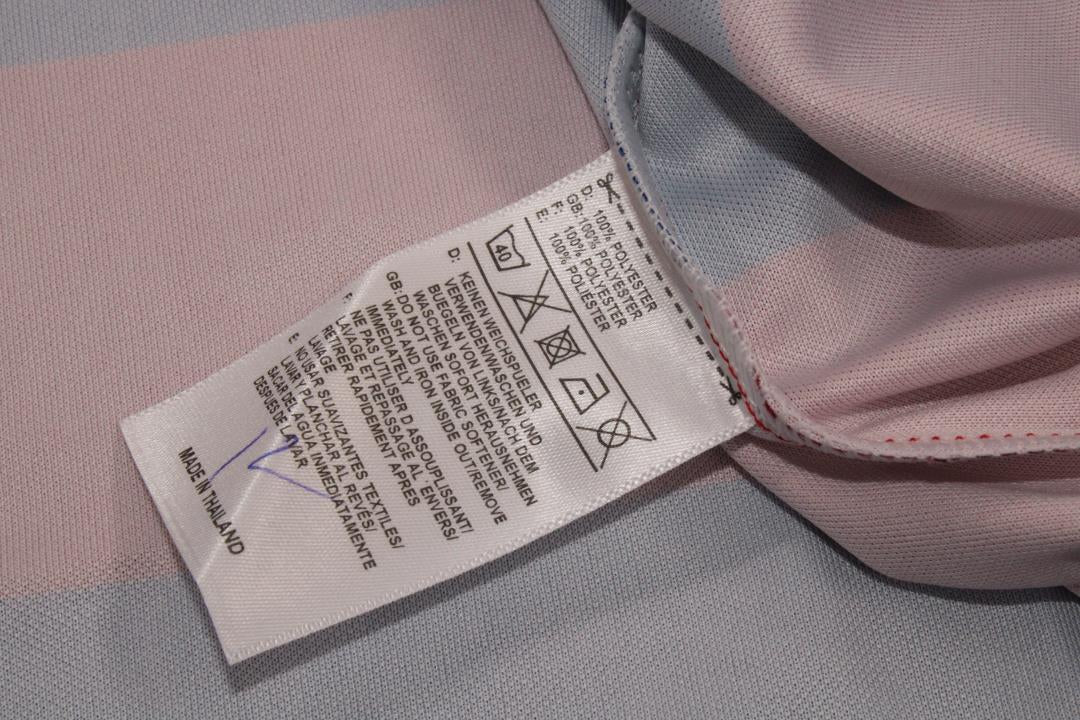 D: 100% POLYESTER
GB: 100% POLYESTER
F: 100% POLYESTER
E: 100% POLIESTER
40
D: KEINEN WEICHSPUELER
VERWENDEN/WASCHEN UND
BUEGELN VON LINKS/NACH DEM
WASCHEN SOFORT HERAUSNEHMEN
GB: DO NOT USE FABRIC SOFTENER/
WASH AND IRON INSIDE OUT/REMOVE
IMMEDIATELY
F: NE PAS UTILISER D ASSOUPLISSANT/
LAVAGE ET REPASSAGE AL' ENVERS/
RETIRER RAPIDEMENT APRES
LAVAGE
E: NO USAR SUAVIZANTES TEXTILES/
LAVAR Y PLANCHAR AL REVÉS/
SACAR DEL AGUA INMEDIATAMENTE
DESPUES DE LAVAR
MADE IN THAILAND